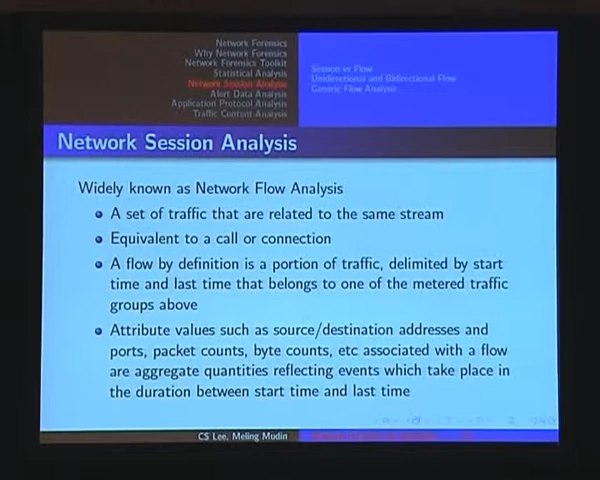 Network Forensics
Why Network Forensics
Network Forensics Toolkit
Statistical Analysis
Network Session Analysis
Alert Data Analysis
Application Protocol Analysis
Traffic Content Analysis
Session vs Flow
Unidirectional and Bidirectional Flow
Generic Flow Analysis
Network Session Analysis
Widely known as Network Flow Analysis
A set of traffic that are related to the same stream
Equivalent to a call or connection
A flow by definition is a portion of traffic, delimited by start
time and last time that belongs to one of the metered traffic
groups above
Attribute values such as source/destination addresses and
ports, packet counts, byte counts, etc associated with a flow
are aggregate quantities reflecting events which take place in
the duration between start time and last time
CS Lee, Meling Mudin